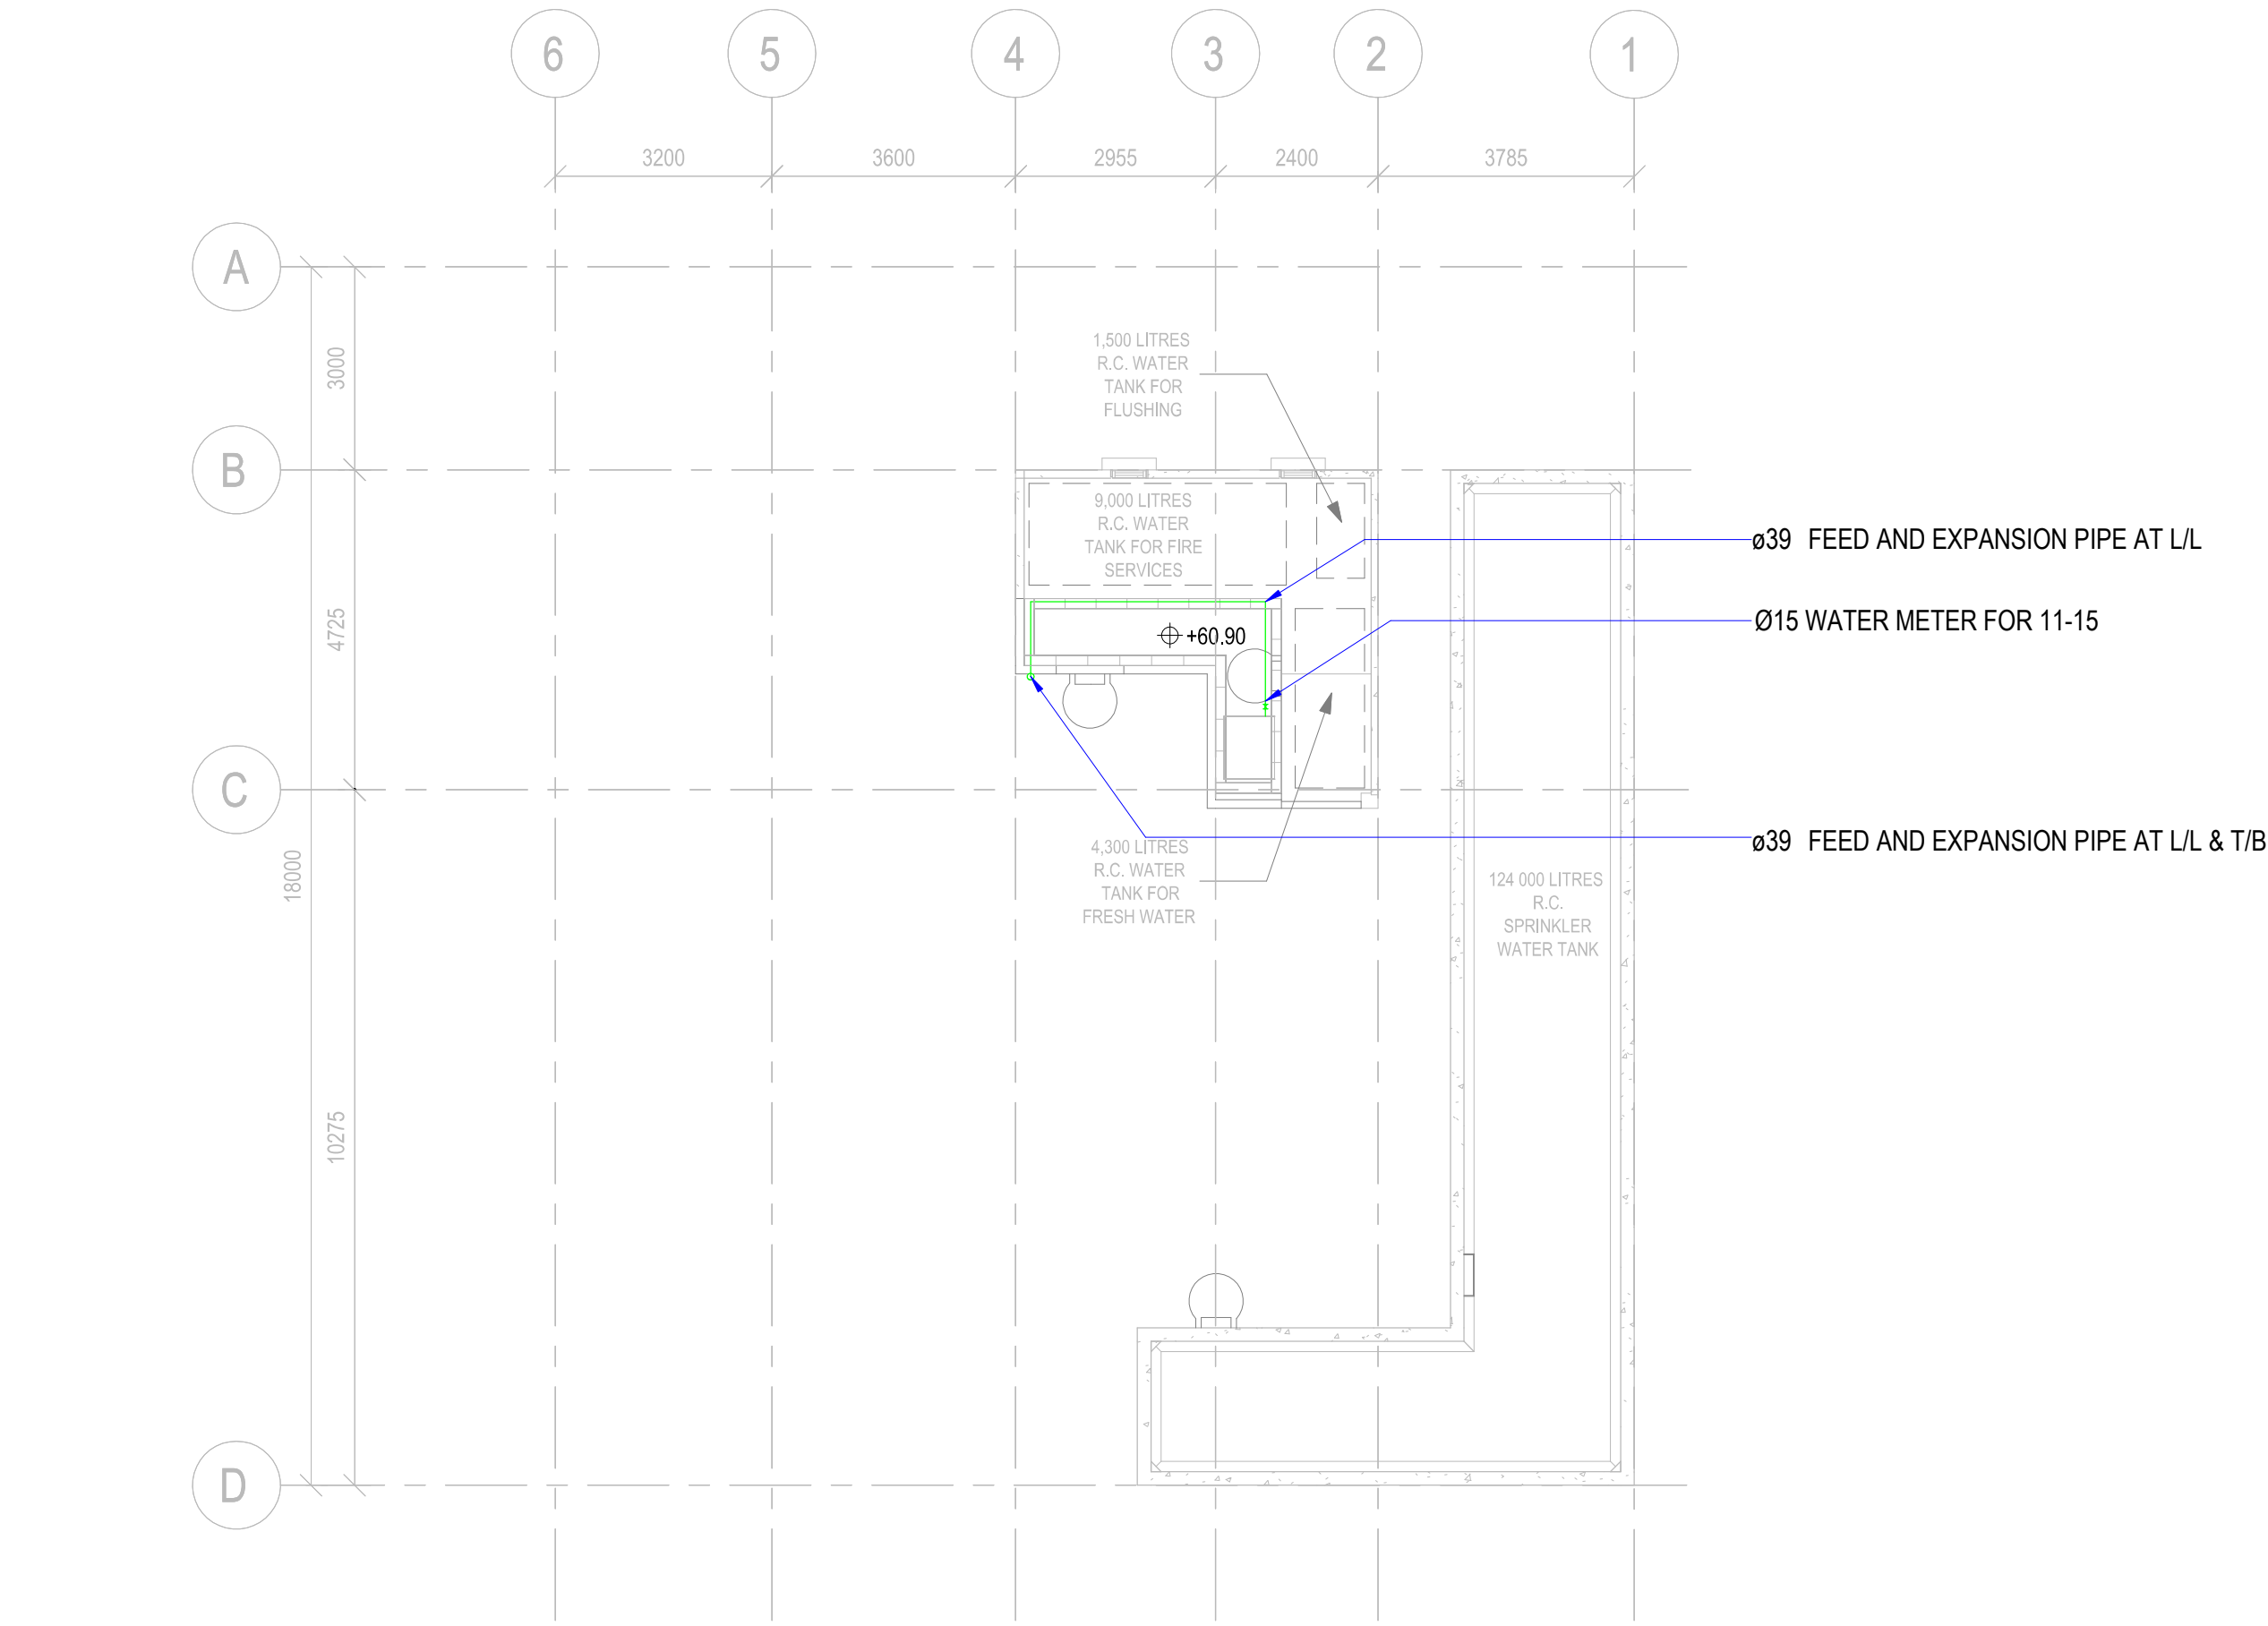 6 5 4 3 2 1
3200 3600 2955 2400 3785
A
3000
1,500 LITRES
R.C. WATER
TANK FOR
FLUSHING
B
9,000 LITRES
R.C. WATER
TANK FOR FIRE
SERVICES
ø39 FEED AND EXPANSION PIPE AT L/L
4725
+60.90
Ø15 WATER METER FOR 11-15
C
ø39 FEED AND EXPANSION PIPE AT L/L & T/B
18000
4,300 LITRES
R.C. WATER
TANK FOR
FRESH WATER
124 000 LITRES
R.C.
SPRINKLER
WATER TANK
10275
D